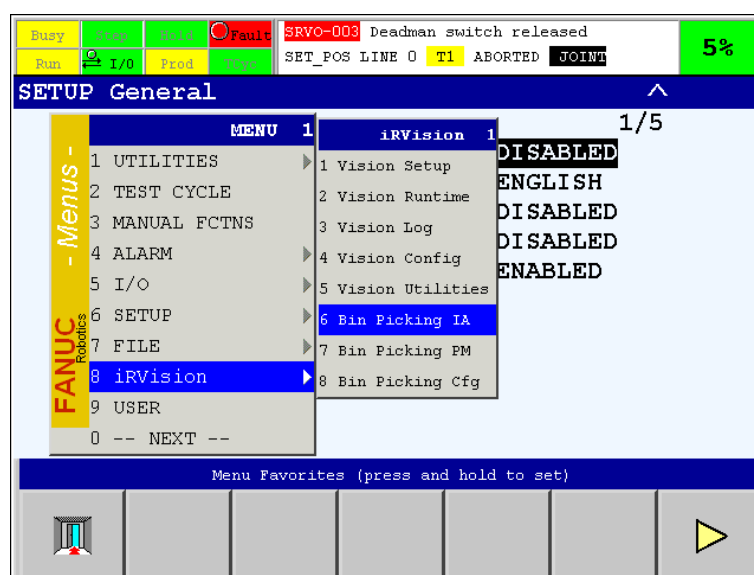 Busy Step Hold Fault SRVO-003 Deadman switch released
Run I/O Prod TCyc SET_POS LINE 0 T1 ABORTED JOINT 5%
SETUP General
1/5
DISABLED
ENGLISH
DISABLED
DISABLED
ENABLED
- Menus -
FANUC
Robotics
MENU 1
1 UTILITIES
2 TEST CYCLE
3 MANUAL FCTNS
4 ALARM
5 I/O
6 SETUP
7 FILE
8 iRVision
9 USER
0 -- NEXT --
iRVision 1
1 Vision Setup
2 Vision Runtime
3 Vision Log
4 Vision Config
5 Vision Utilities
6 Bin Picking IA
7 Bin Picking PM
8 Bin Picking Cfg
Menu Favorites (press and hold to set)